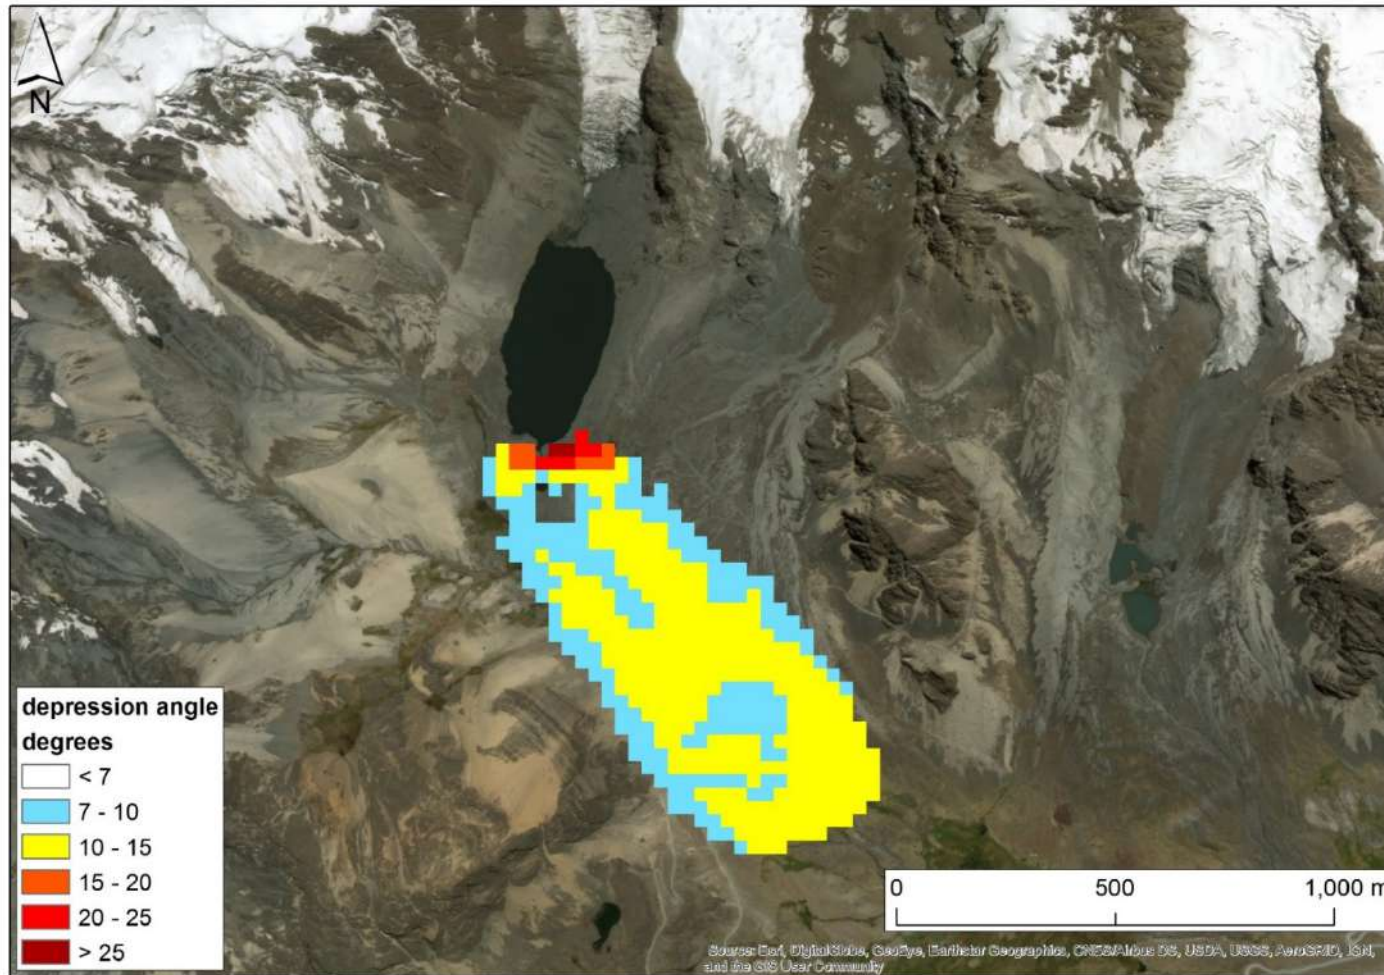 N
depression angle
degrees
< 7
7 - 10
10 - 15
15 - 20
20 - 25
> 25
0 500 1,000 m
Source: Esri, DigitalGlobe, GeoEye, Earthstar Geographics, CNES/Airbus DS, USDA, USGS, AeroGRID, IGN,
and the GIS User Community